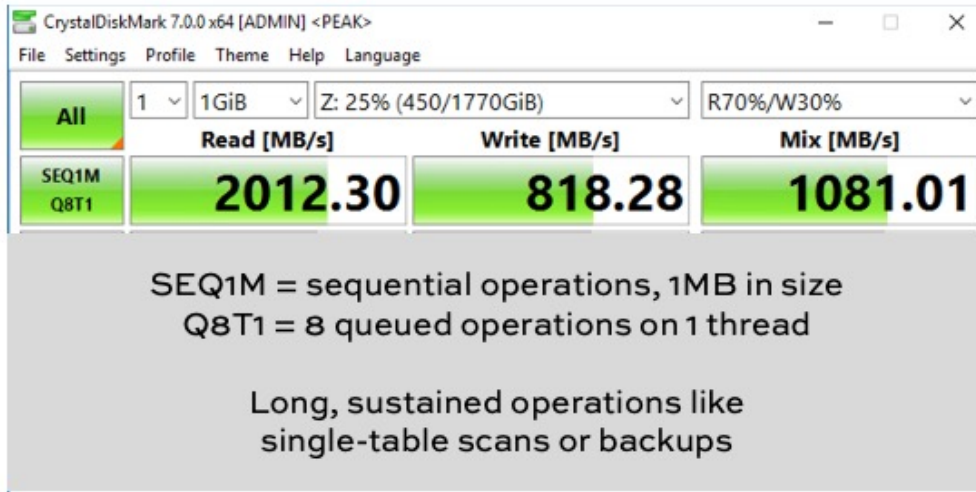 CrystalDiskMark 7.0.0 x64 [ADMIN] <PEAK>
File Settings Profile Theme Help Language
All 1 1GiB Z: 25% (450/1770GiB) R70%/W30%
Read [MB/s] Write [MB/s] Mix [MB/s]
SEQ1M
Q8T1 2012.30 818.28 1081.01
SEQ1M = sequential operations, 1MB in size
Q8T1 = 8 queued operations on 1 thread
Long, sustained operations like
single-table scans or backups